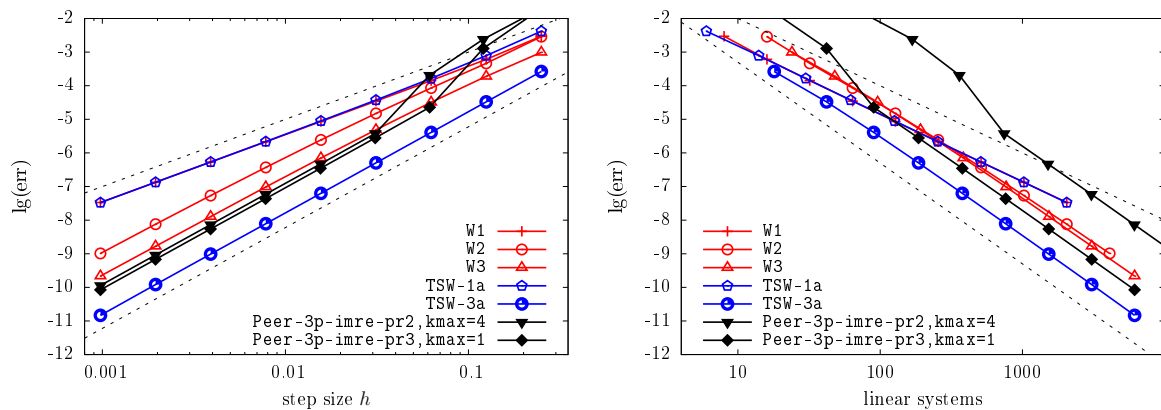 -2
-3
-4
-5
-6
-7
-8
-9
-10
-11
-12
lg(err)
W1
W2
W3
TSW-1a
TSW-3a
Peer-3p-imre-pr2,kmax=4
Peer-3p-imre-pr3,kmax=1
0.001
0.01
0.1
step size h
-2
-3
-4
-5
-6
-7
-8
-9
-10
-11
-12
lg(err)
W1
W2
W3
TSW-1a
TSW-3a
Peer-3p-imre-pr2,kmax=4
Peer-3p-imre-pr3,kmax=1
10
100
1000
linear systems